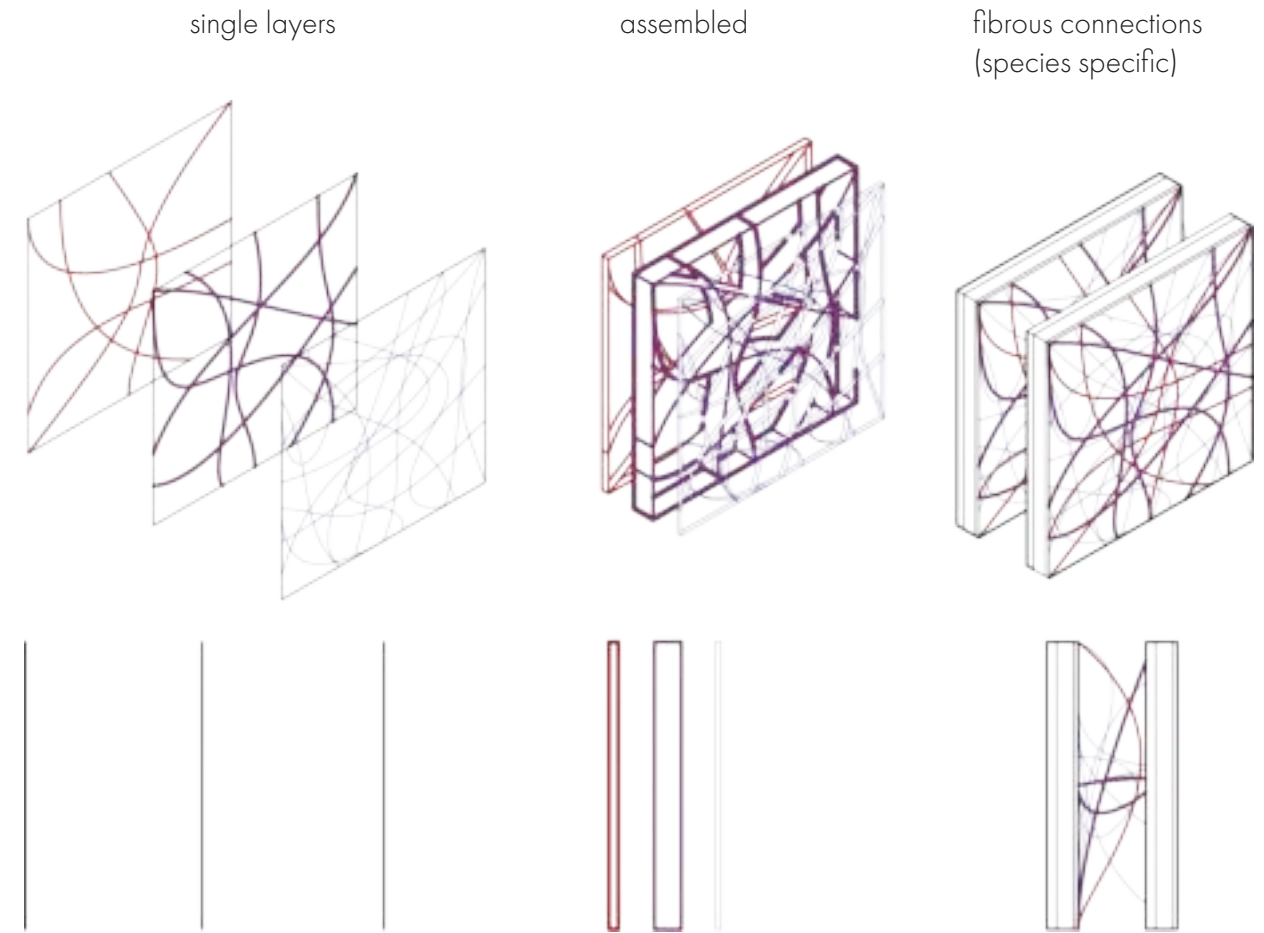 single layers
assembled
fibrous connections
(species specific)